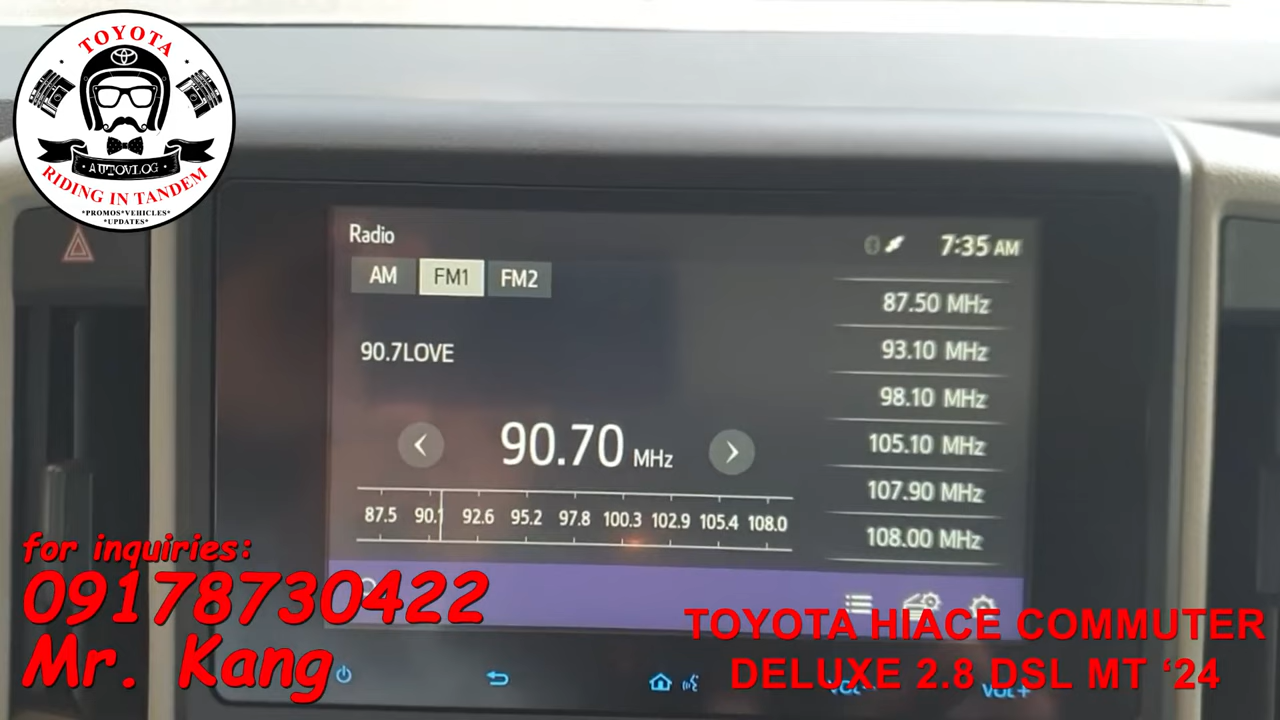 TOYOTA
AUTOVLOG
RIDING IN TANDEM
*PROMOS*VEHICLES*
*UPDATES*
Radio
7:35 AM
AM
FM1
FM2
87.50 MHz
90.7LOVE
93.10 MHz
98.10 MHz
90.70 MHz
105.10 MHz
107.90 MHz
87.5 90.1 92.6 95.2 97.8 100.3 102.9 105.4 108.0
108.00 MHz
for inquiries:
09178730422
Mr. Kang
TOYOTA HIACE COMMUTER
DELUXE 2.8 DSL MT ‘24
VOL-
VOL+